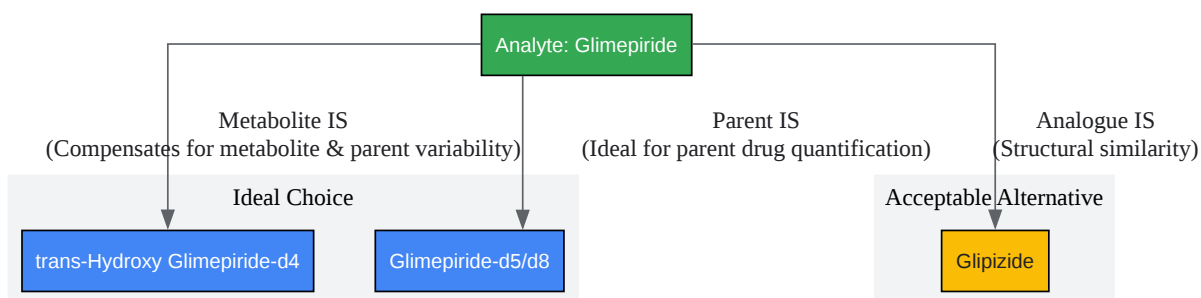 Analyte: Glimepiride
Metabolite IS
(Compensates for metabolite & parent variability)
Parent IS
(Ideal for parent drug quantification)
Analogue IS
(Structural similarity)
Ideal Choice
trans-Hydroxy Glimepiride-d4
Glimepiride-d5/d8
Acceptable Alternative
Glipizide